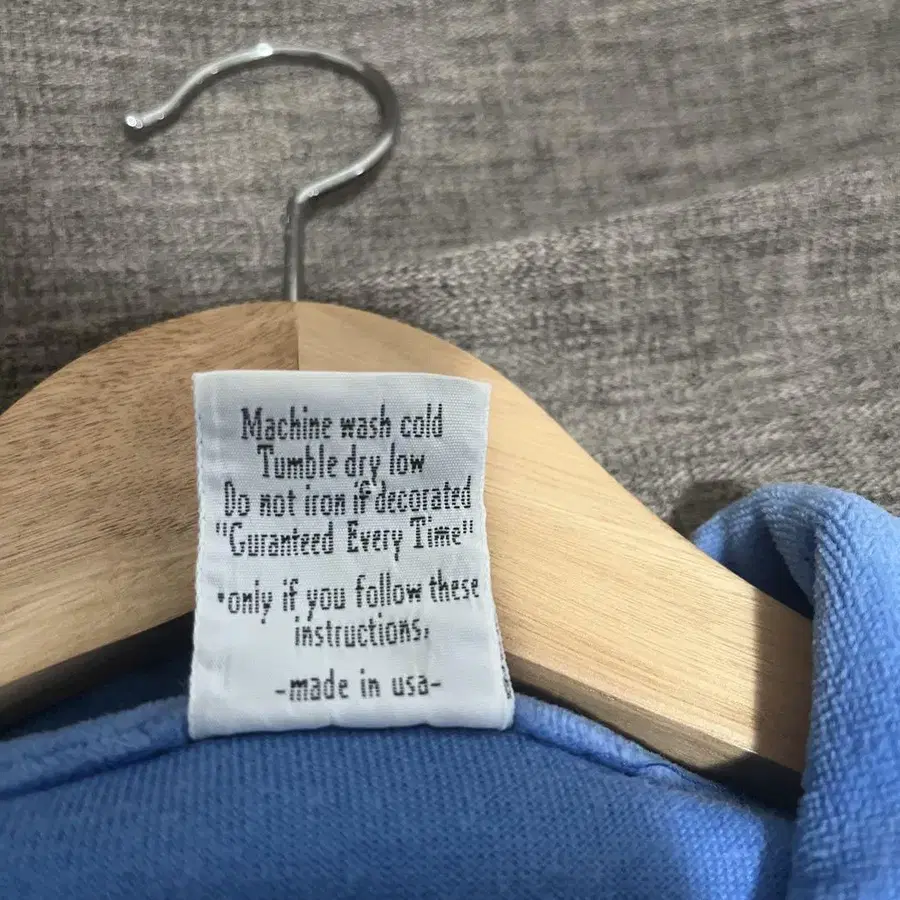 Machine wash cold
Tumble dry low
Do not iron if decorated
"Guranteed Every Time"
*only if you follow these
instructions.
-made in usa-